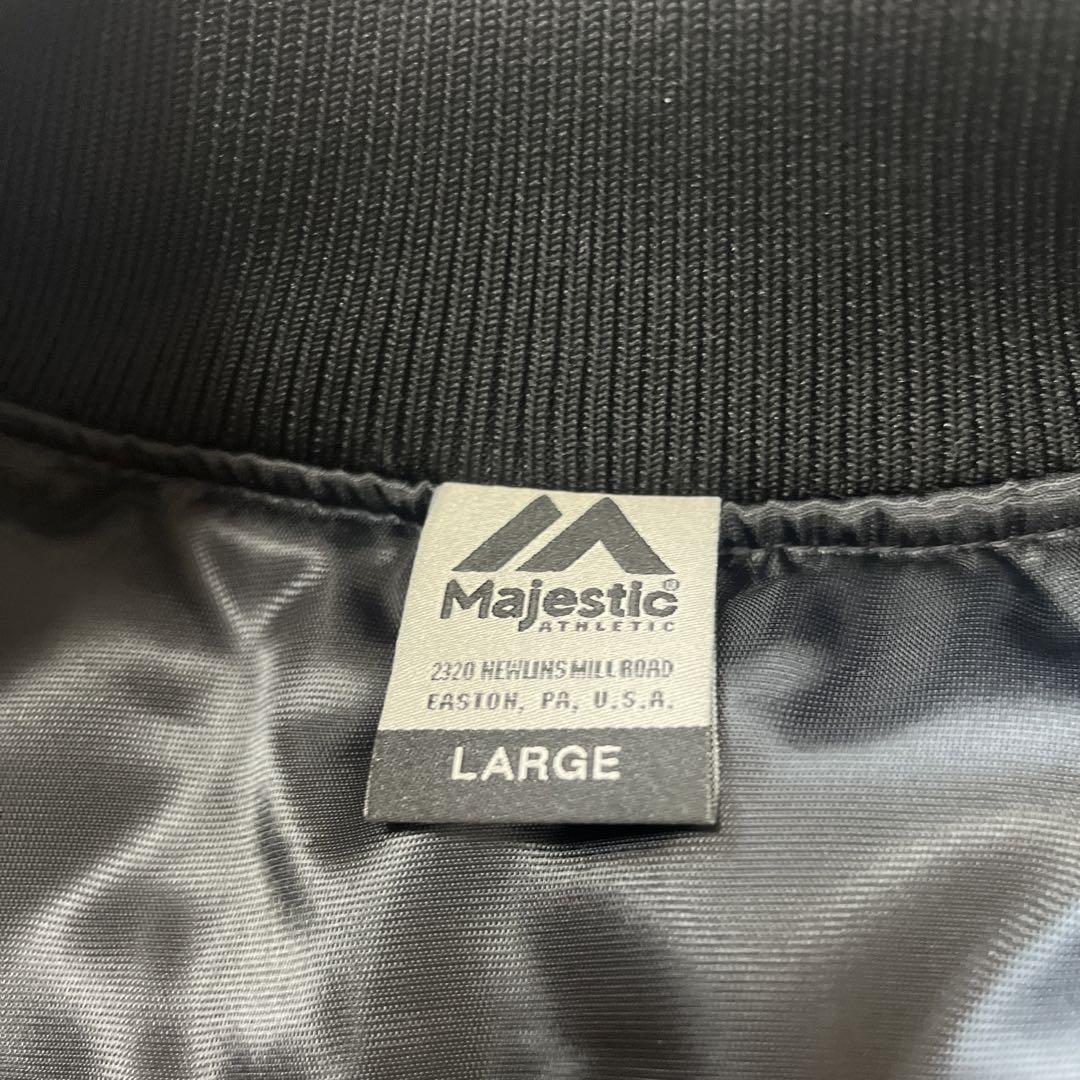 Majestic®
ATHLETIC
2320 NEWLINS MILL ROAD
EASTON, PA, U.S.A.
LARGE